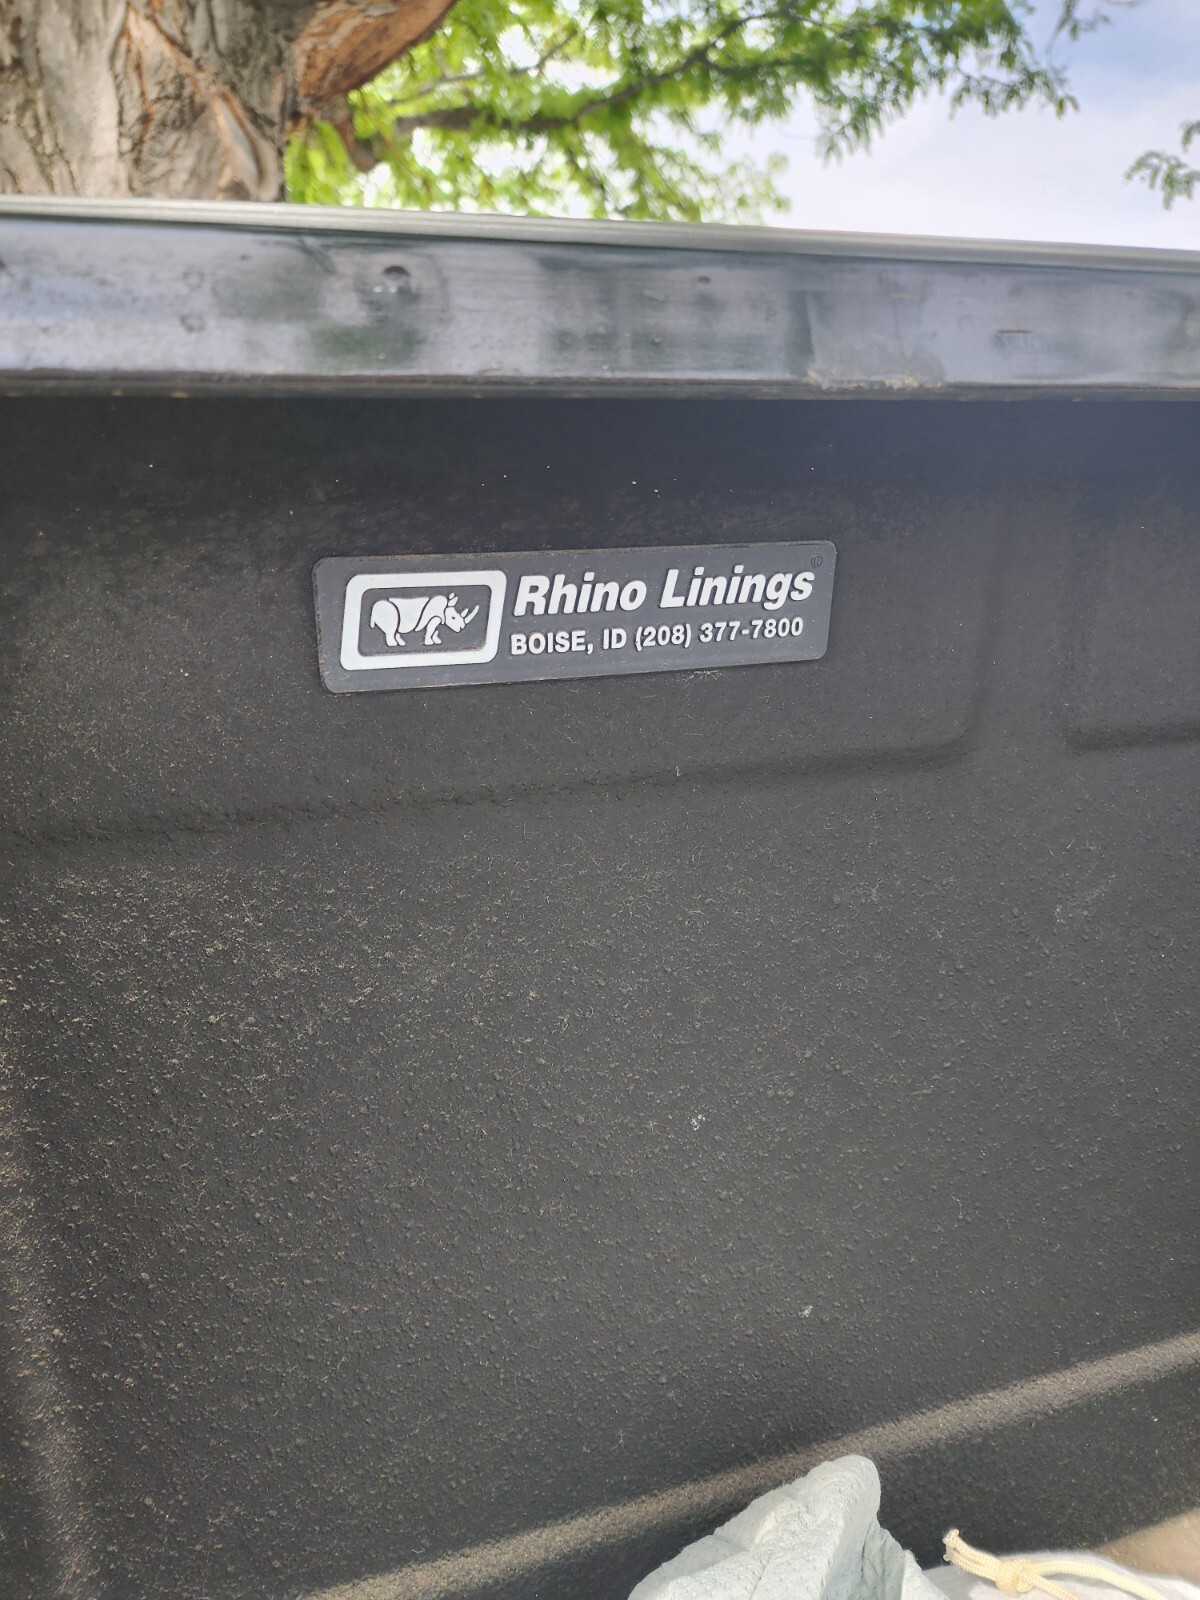 Rhino Linings®
BOISE, ID (208) 377-7800